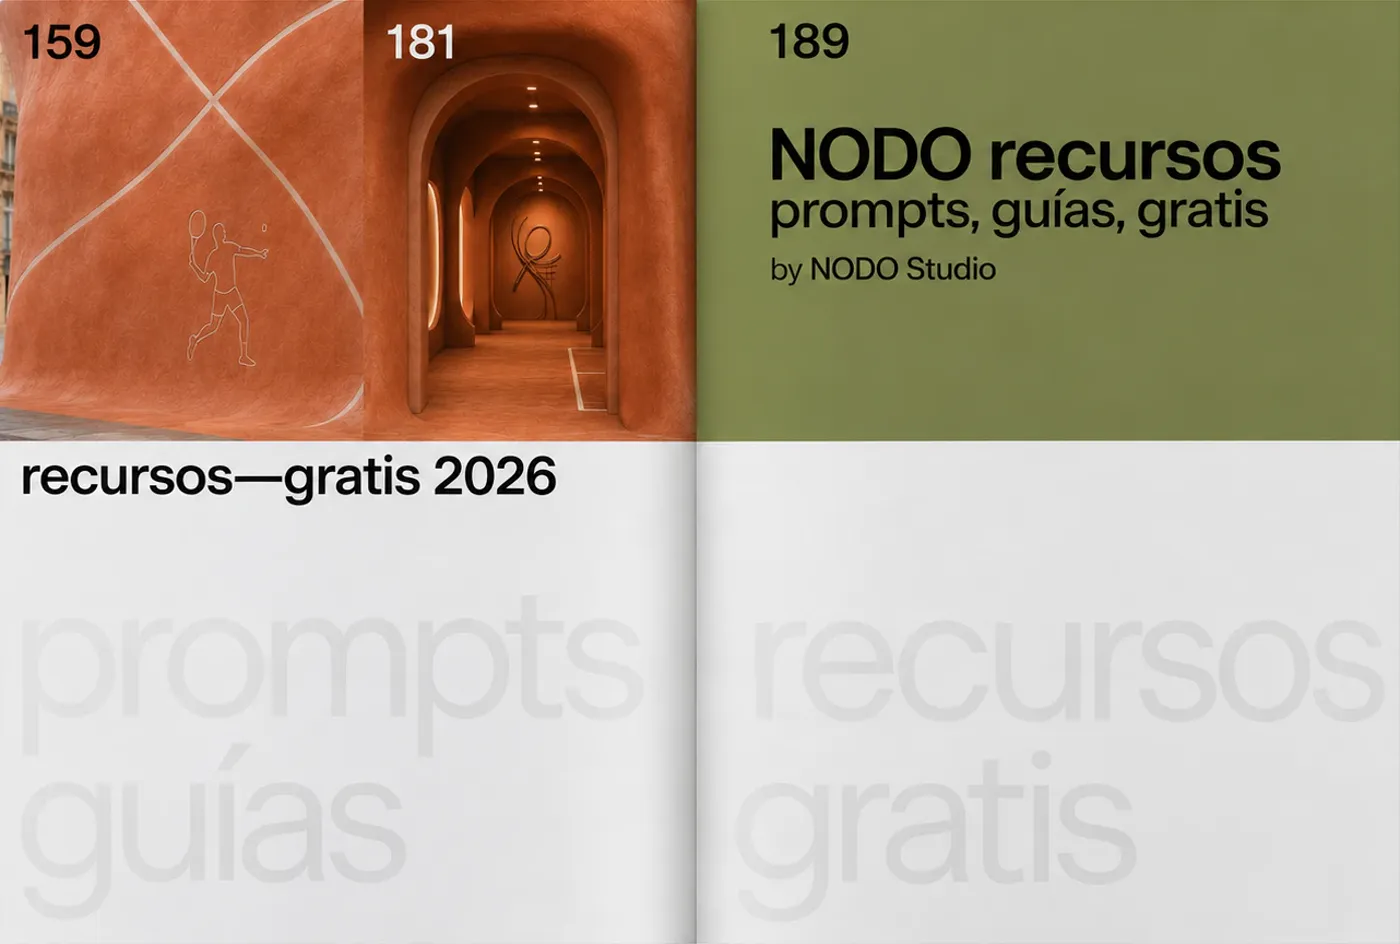 159
181
recursos—gratis 2026
prompts
guías
189
NODO recursos
prompts, guías, gratis
by NODO Studio
recursos
gratis